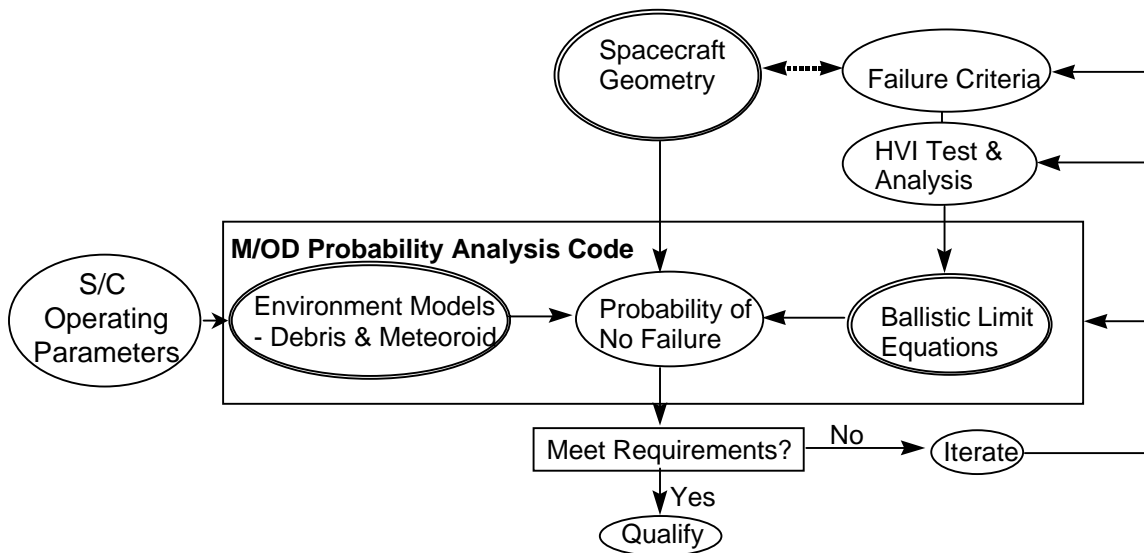 Spacecraft
Geometry
Failure Criteria
HVI Test &
Analysis
M/OD Probability Analysis Code
S/C
Operating
Parameters
Environment Models
- Debris & Meteoroid
Probability of
No Failure
Ballistic Limit
Equations
Meet Requirements?
No
Iterate
Yes
Qualify